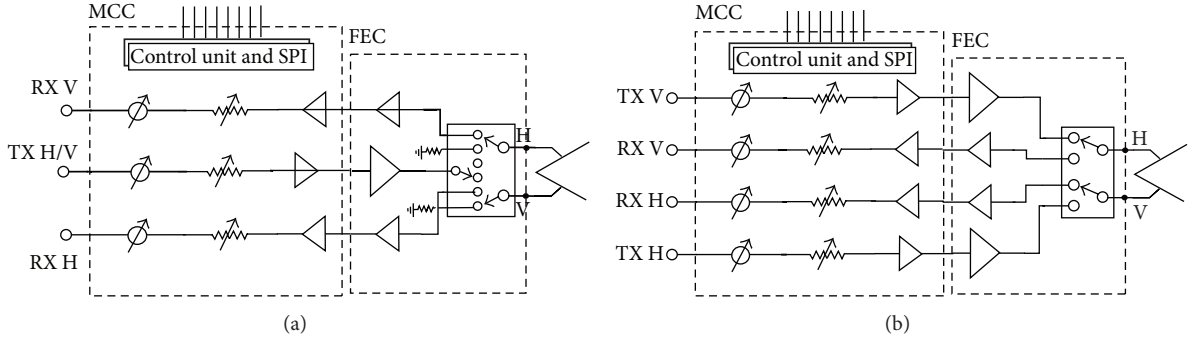 MCC
Control unit and SPI
FEC
RX V
TX H/V
RX H
H
V
(a)
MCC
Control unit and SPI
FEC
TX V
RX V
RX H
TX H
H
V
(b)